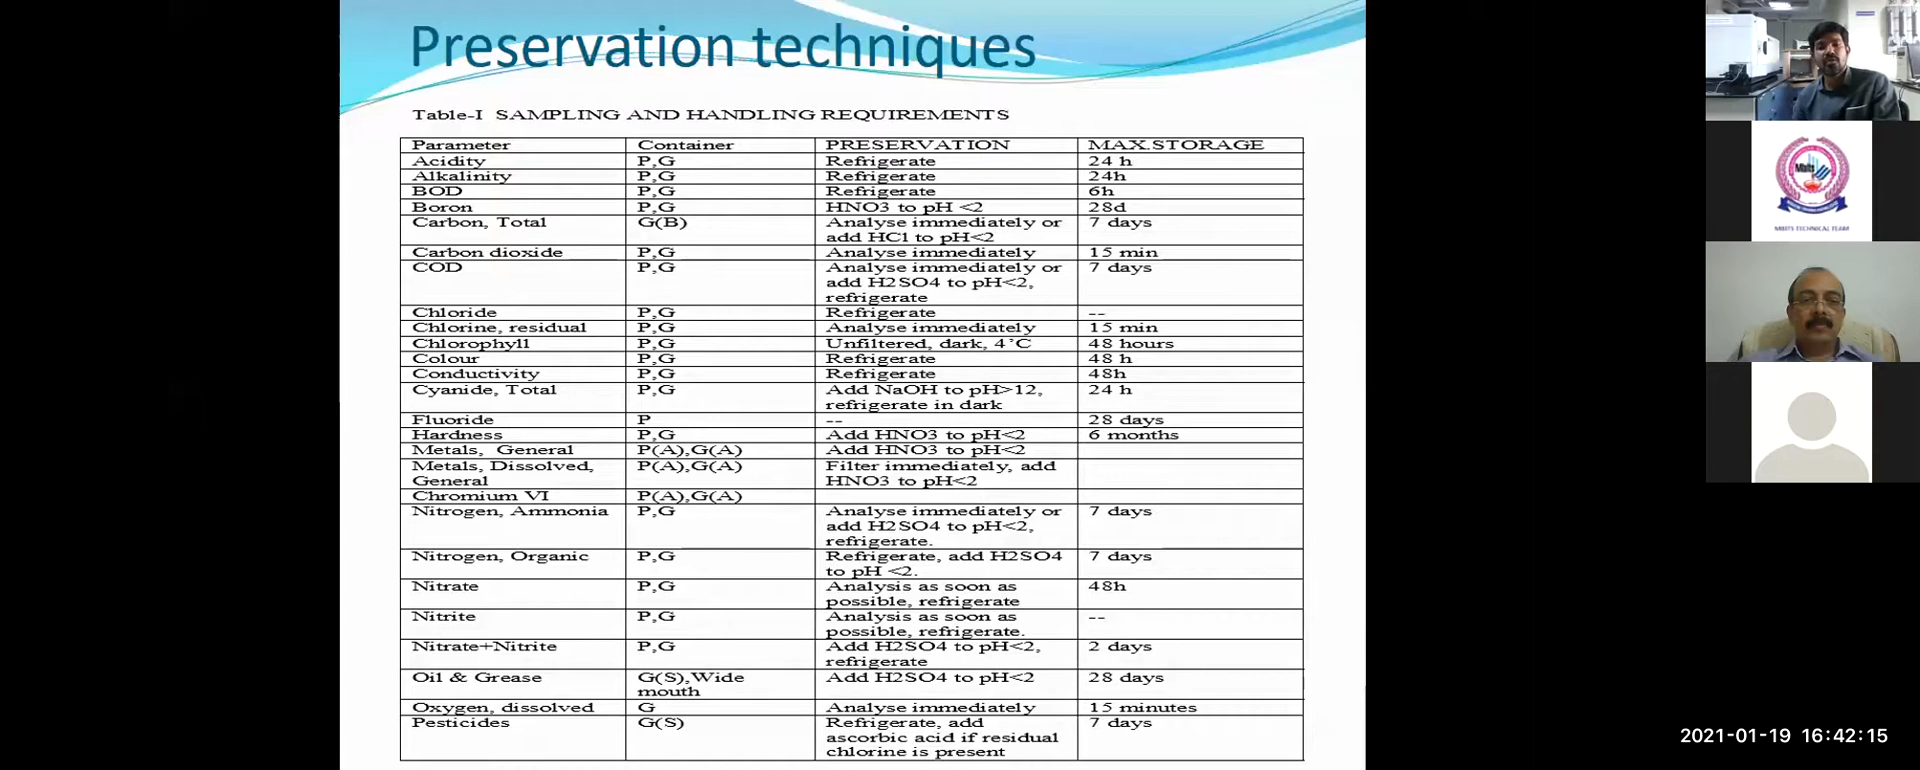 Preservation techniques
Table-I SAMPLING AND HANDLING REQUIREMENTS
Parameter Container PRESERVATION MAX.STORAGE
Acidity P,G Refrigerate 24 h
Alkalinity P,G Refrigerate 24h
BOD P,G Refrigerate 6h
Boron P,G HNO3 to pH <2 28d
Carbon, Total G(B) Analyse immediately or 7 days
add HCl to pH<2
Carbon dioxide P,G Analyse immediately 15 min
COD P,G Analyse immediately or 7 days
add H2SO4 to pH<2,
refrigerate
Chloride P,G Refrigerate --
Chlorine, residual P,G Analyse immediately 15 min
Chlorophyll P,G Unfiltered, dark, 4°C 48 hours
Colour P,G Refrigerate 48 h
Conductivity P,G Refrigerate 48h
Cyanide, Total P,G Add NaOH to pH>12, 24 h
refrigerate in dark
Fluoride P -- 28 days
Hardness P,G Add HNO3 to pH<2 6 months
Metals, General P(A),G(A) Add HNO3 to pH<2
Metals, Dissolved, P(A),G(A) Filter immediately, add
General HNO3 to pH<2
Chromium VI P(A),G(A)
Nitrogen, Ammonia P,G Analyse immediately or 7 days
add H2SO4 to pH<2,
refrigerate.
Nitrogen, Organic P,G Refrigerate, add H2SO4 7 days
to pH <2.
Nitrate P,G Analysis as soon as 48h
possible, refrigerate
Nitrite P,G Analysis as soon as --
possible, refrigerate.
Nitrate+Nitrite P,G Add H2SO4 to pH<2, 2 days
refrigerate
Oil & Grease G(S),Wide Add H2SO4 to pH<2 28 days
mouth
Oxygen, dissolved G Analyse immediately 15 minutes
Pesticides G(S) Refrigerate, add 7 days
ascorbic acid if residual
chlorine is present
Mbits
MBITS TECHNICAL TEAM
2021-01-19 16:42:15